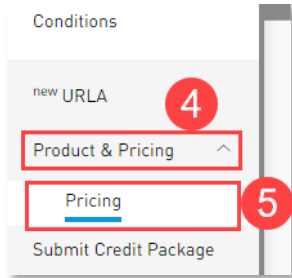 Conditions
new URLA
4
Product & Pricing
Pricing
5
Submit Credit Package